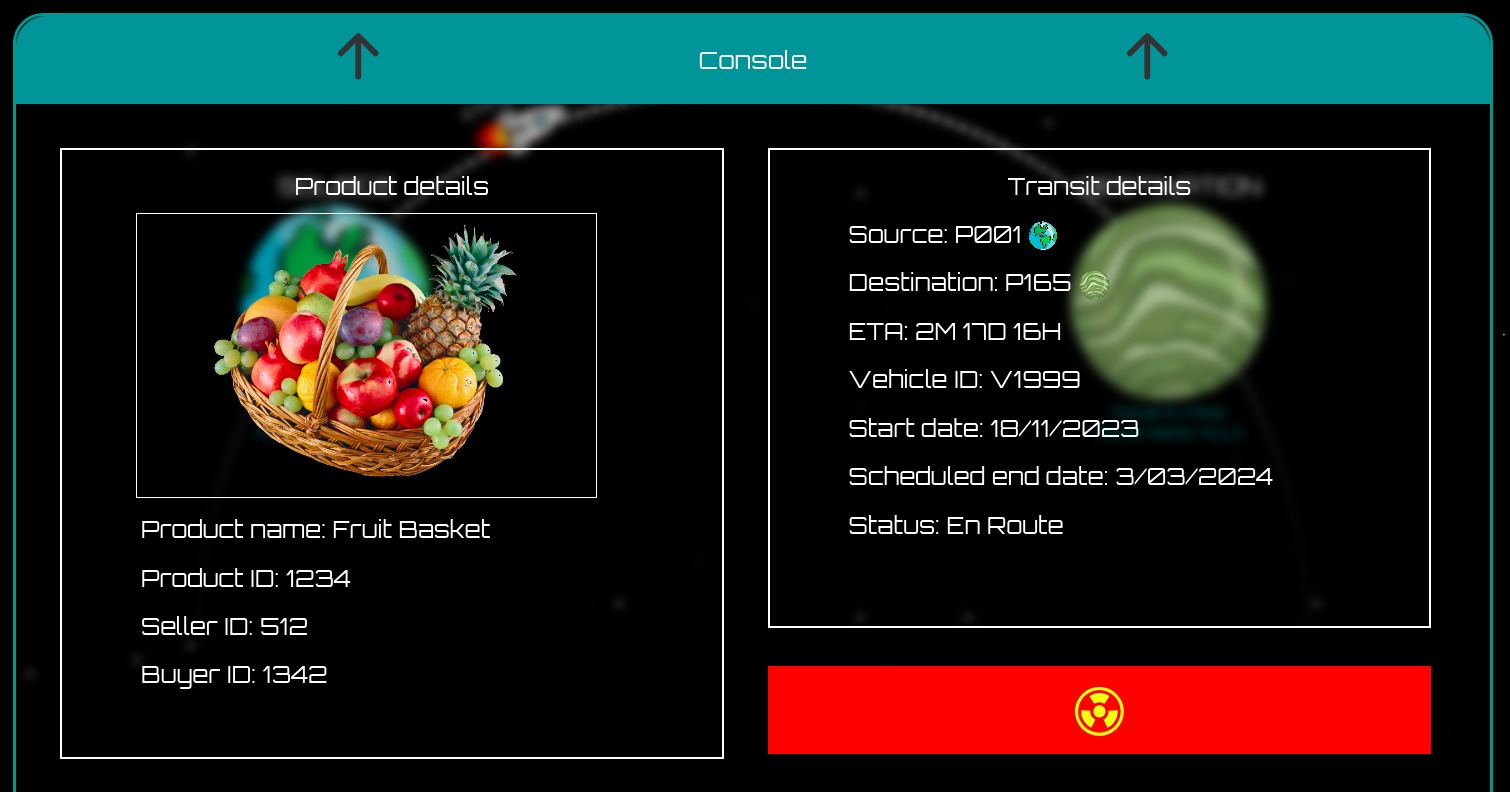 Console
Product details
Product name: Fruit Basket
Product ID: 1234
Seller ID: 512
Buyer ID: 1342
Transit details
Source: P001
Destination: P165
ETA: 2M 17D 16H
Vehicle ID: V1999
Start date: 18/11/2023
Scheduled end date: 3/03/2024
Status: En Route